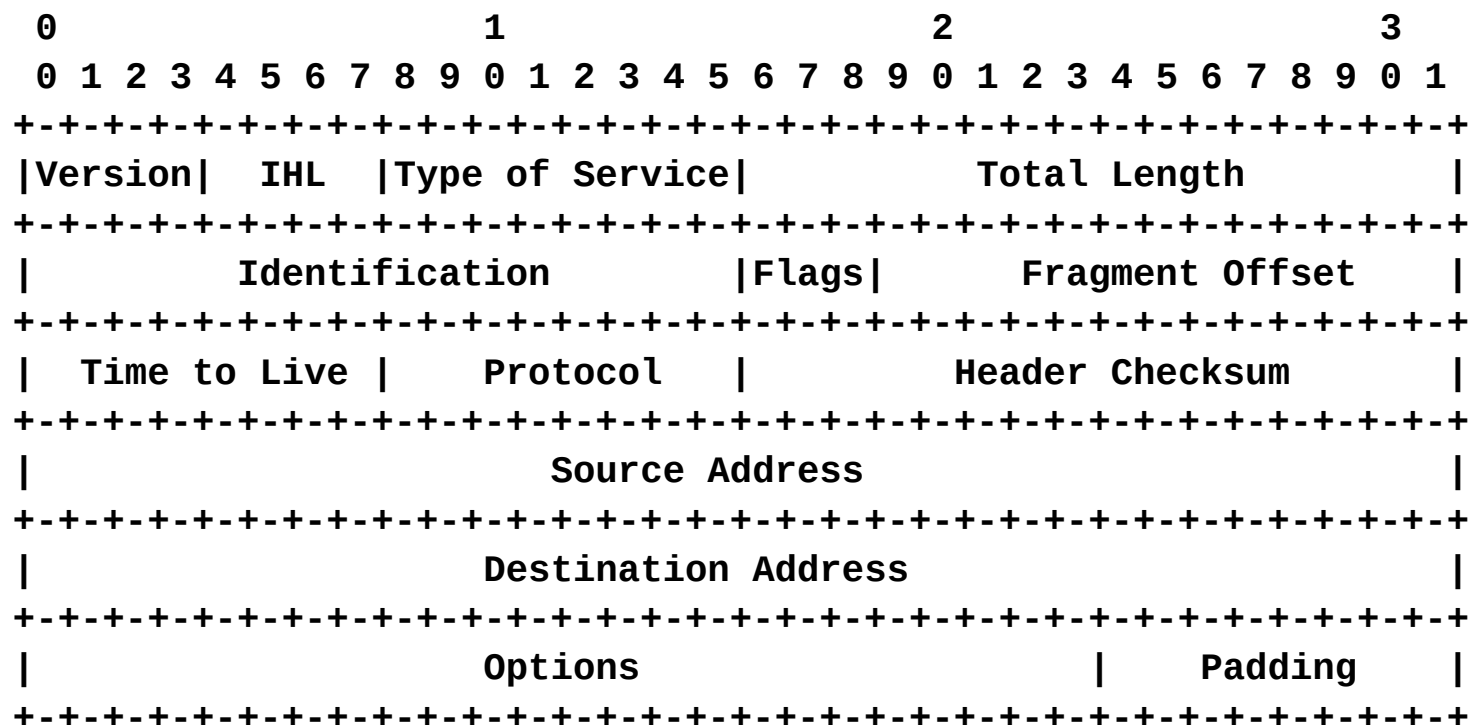 0                   1                   2                   3
 0 1 2 3 4 5 6 7 8 9 0 1 2 3 4 5 6 7 8 9 0 1 2 3 4 5 6 7 8 9 0 1
+-+-+-+-+-+-+-+-+-+-+-+-+-+-+-+-+-+-+-+-+-+-+-+-+-+-+-+-+-+-+-+-+
|Version|  IHL  |Type of Service|          Total Length         |
+-+-+-+-+-+-+-+-+-+-+-+-+-+-+-+-+-+-+-+-+-+-+-+-+-+-+-+-+-+-+-+-+
|         Identification        |Flags|      Fragment Offset    |
+-+-+-+-+-+-+-+-+-+-+-+-+-+-+-+-+-+-+-+-+-+-+-+-+-+-+-+-+-+-+-+-+
|  Time to Live |    Protocol   |         Header Checksum       |
+-+-+-+-+-+-+-+-+-+-+-+-+-+-+-+-+-+-+-+-+-+-+-+-+-+-+-+-+-+-+-+-+
|                       Source Address                          |
+-+-+-+-+-+-+-+-+-+-+-+-+-+-+-+-+-+-+-+-+-+-+-+-+-+-+-+-+-+-+-+-+
|                    Destination Address                        |
+-+-+-+-+-+-+-+-+-+-+-+-+-+-+-+-+-+-+-+-+-+-+-+-+-+-+-+-+-+-+-+-+
|                    Options                    |    Padding    |
+-+-+-+-+-+-+-+-+-+-+-+-+-+-+-+-+-+-+-+-+-+-+-+-+-+-+-+-+-+-+-+-+